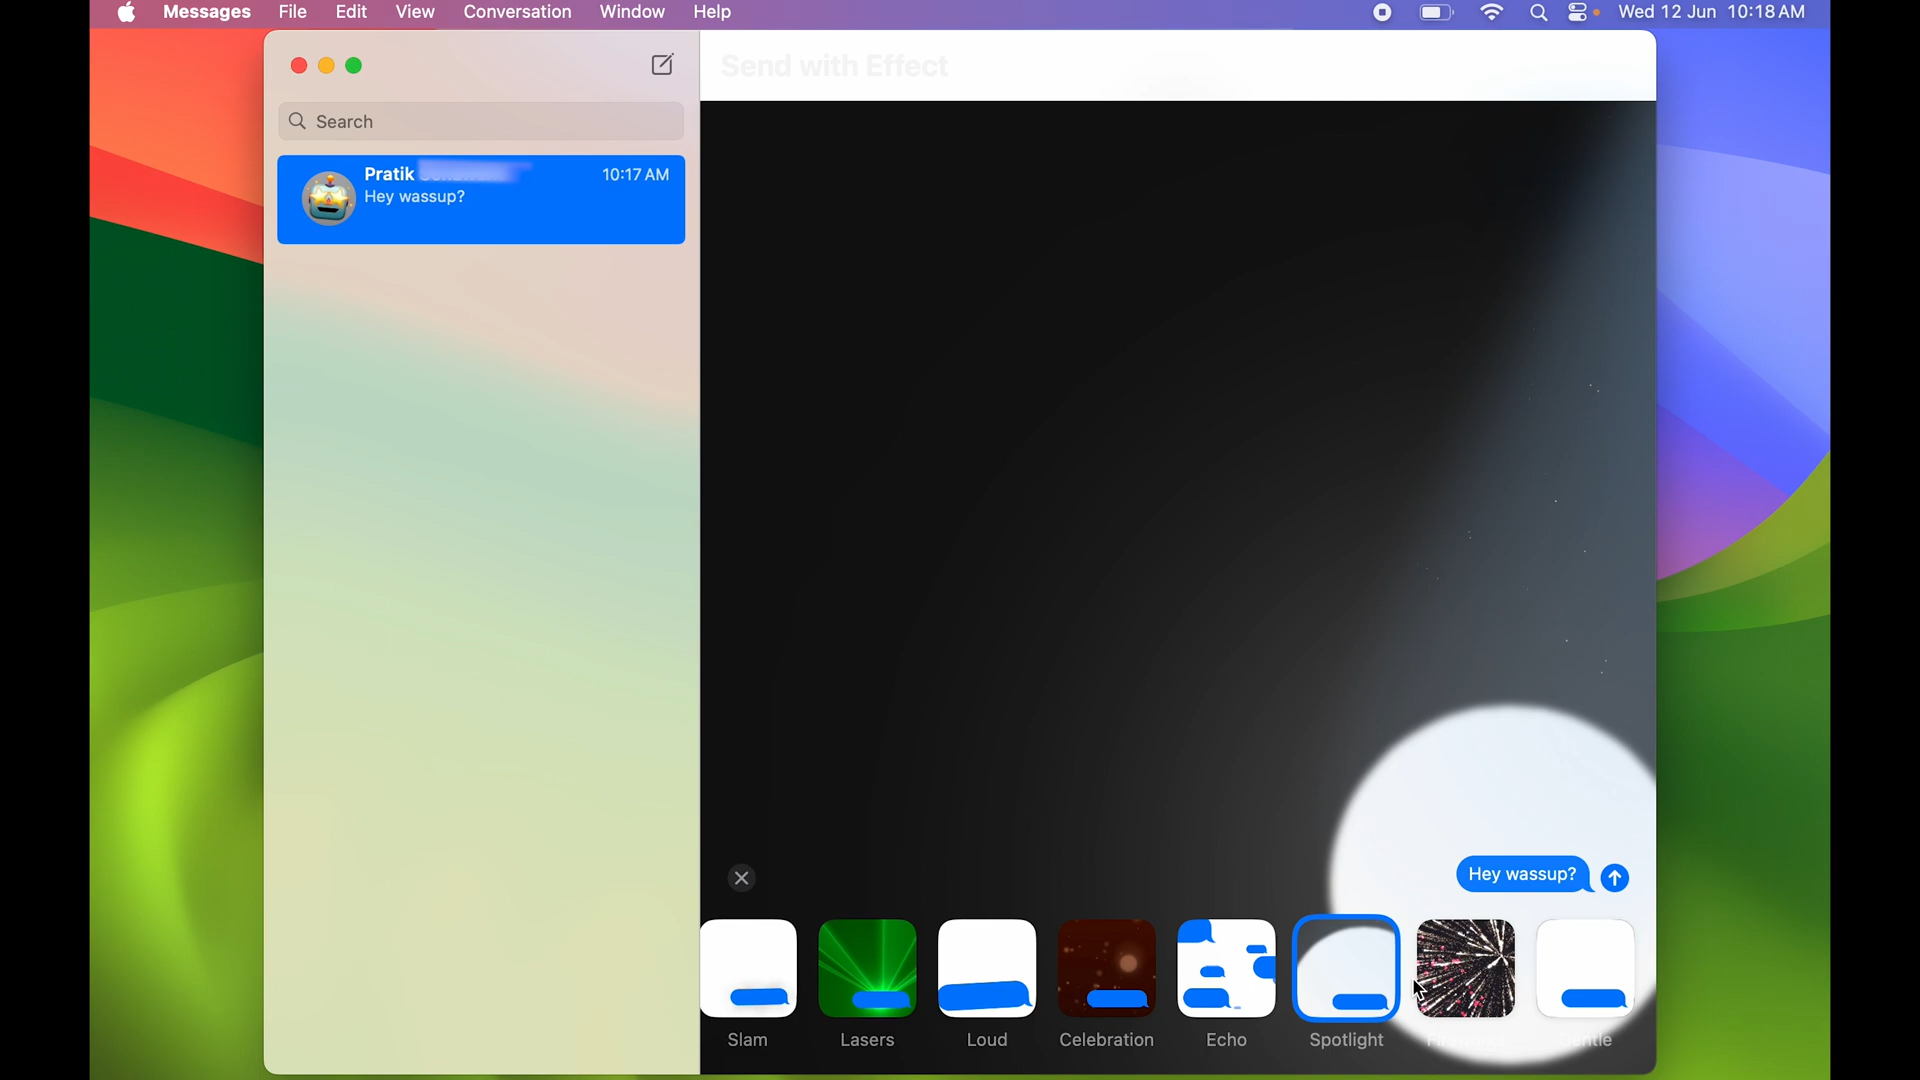 Messages File Edit View Conversation Window Help Wed 12 Jun 10:18 AM
Send with Effect
Search
Pratik 10:17 AM
Hey wassup?
Hey wassup?
Slam Lasers Loud Celebration Echo Spotlight